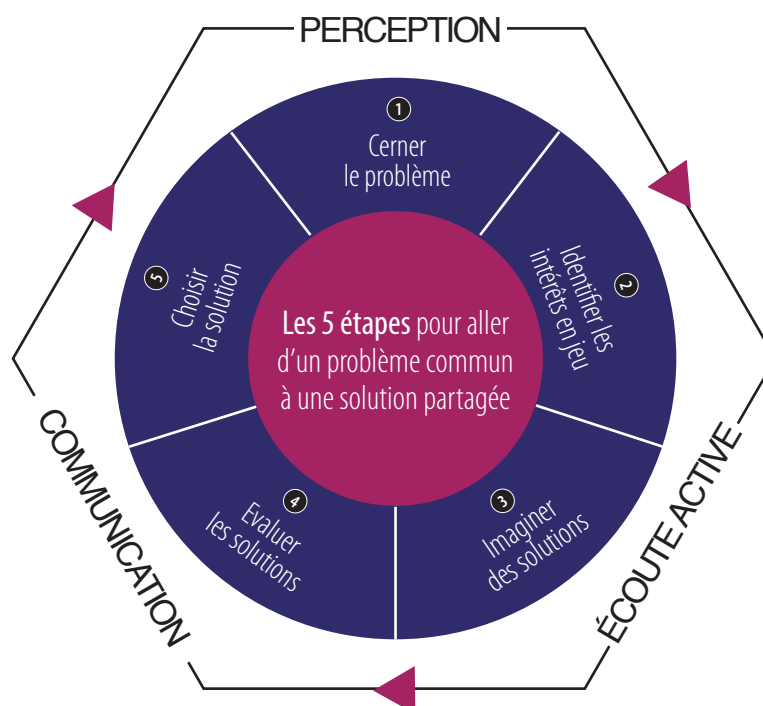 PERCEPTION
1
Cerner
le problème
2
Identifier les
intérêts en jeu
3
Imaginer
des solutions
4
Evaluer
les solutions
5
Choisir
la solution
Les 5 étapes pour aller
d'un problème commun
à une solution partagée
ÉCOUTE ACTIVE
COMMUNICATION